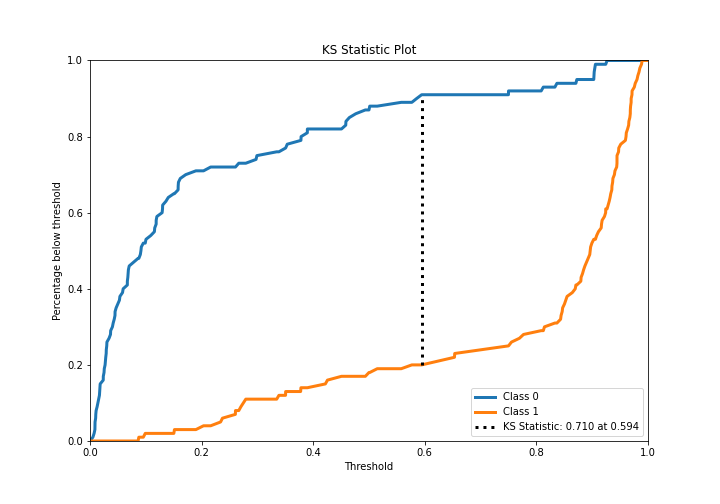 KS Statistic Plot
Percentage below threshold
1.0
0.8
0.6
0.4
0.2
0.0
0.0 0.2 0.4 0.6 0.8 1.0
Threshold
Class 0
Class 1
KS Statistic: 0.710 at 0.594